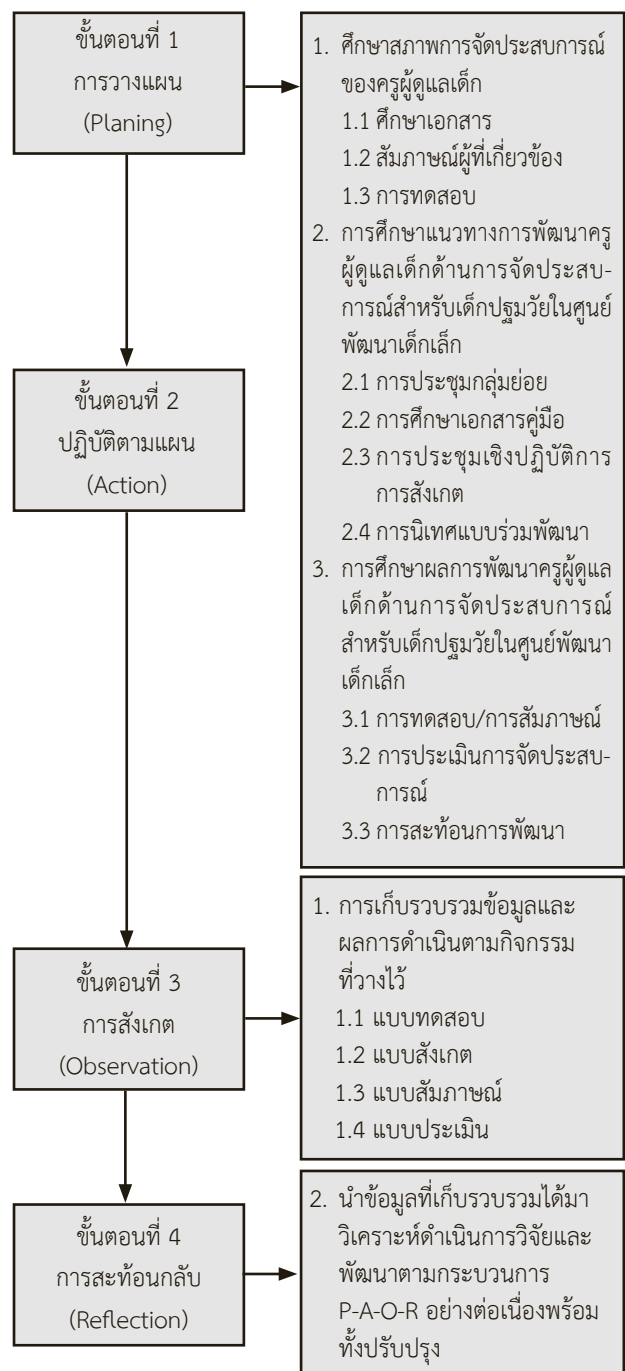 ขั้นตอนที่ 1
การวางแผน
(Planing)
1. ศึกษาสภาพการจัดประสบการณ์
ของครูผู้ดูแลเด็ก
1.1 ศึกษาเอกสาร
1.2 สัมภาษณ์ผู้ที่เกี่ยวข้อง
1.3 การทดสอบ
2. การศึกษาแนวทางการพัฒนาครู
ผู้ดูแลเด็กด้านการจัดประสบ-
การณ์สำหรับเด็กปฐมวัยในศูนย์
พัฒนาเด็กเล็ก
2.1 การประชุมกลุ่มย่อย
2.2 การศึกษาเอกสารคู่มือ
2.3 การประชุมเชิงปฏิบัติการ
การสังเกต
2.4 การนิเทศแบบร่วมพัฒนา
3. การศึกษาผลการพัฒนาครูผู้ดูแล
เด็กด้านการจัดประสบการณ์
สำหรับเด็กปฐมวัยในศูนย์พัฒนา
เด็กเล็ก
3.1 การทดสอบ/การสัมภาษณ์
3.2 การประเมินการจัดประสบ-
การณ์
3.3 การสะท้อนการพัฒนา
ขั้นตอนที่ 2
ปฏิบัติตามแผน
(Action)
ขั้นตอนที่ 3
การสังเกต
(Observation)
1. การเก็บรวบรวมข้อมูลและ
ผลการดำเนินตามกิจกรรม
ที่วางไว้
1.1 แบบทดสอบ
1.2 แบบสังเกต
1.3 แบบสัมภาษณ์
1.4 แบบประเมิน
ขั้นตอนที่ 4
การสะท้อนกลับ
(Reflection)
2. นำข้อมูลที่เก็บรวบรวมได้มา
วิเคราะห์ดำเนินการวิจัยและ
พัฒนาตามกระบวนการ
P-A-O-R อย่างต่อเนื่องพร้อม
ทั้งปรับปรุง